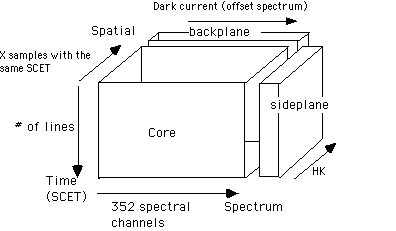 Dark current (offset spectrum)
Spatial
backplane
X samples with the
same SCET
sideplane
# of lines
Core
HK
Time
(SCET)
352 spectral
channels
Spectrum